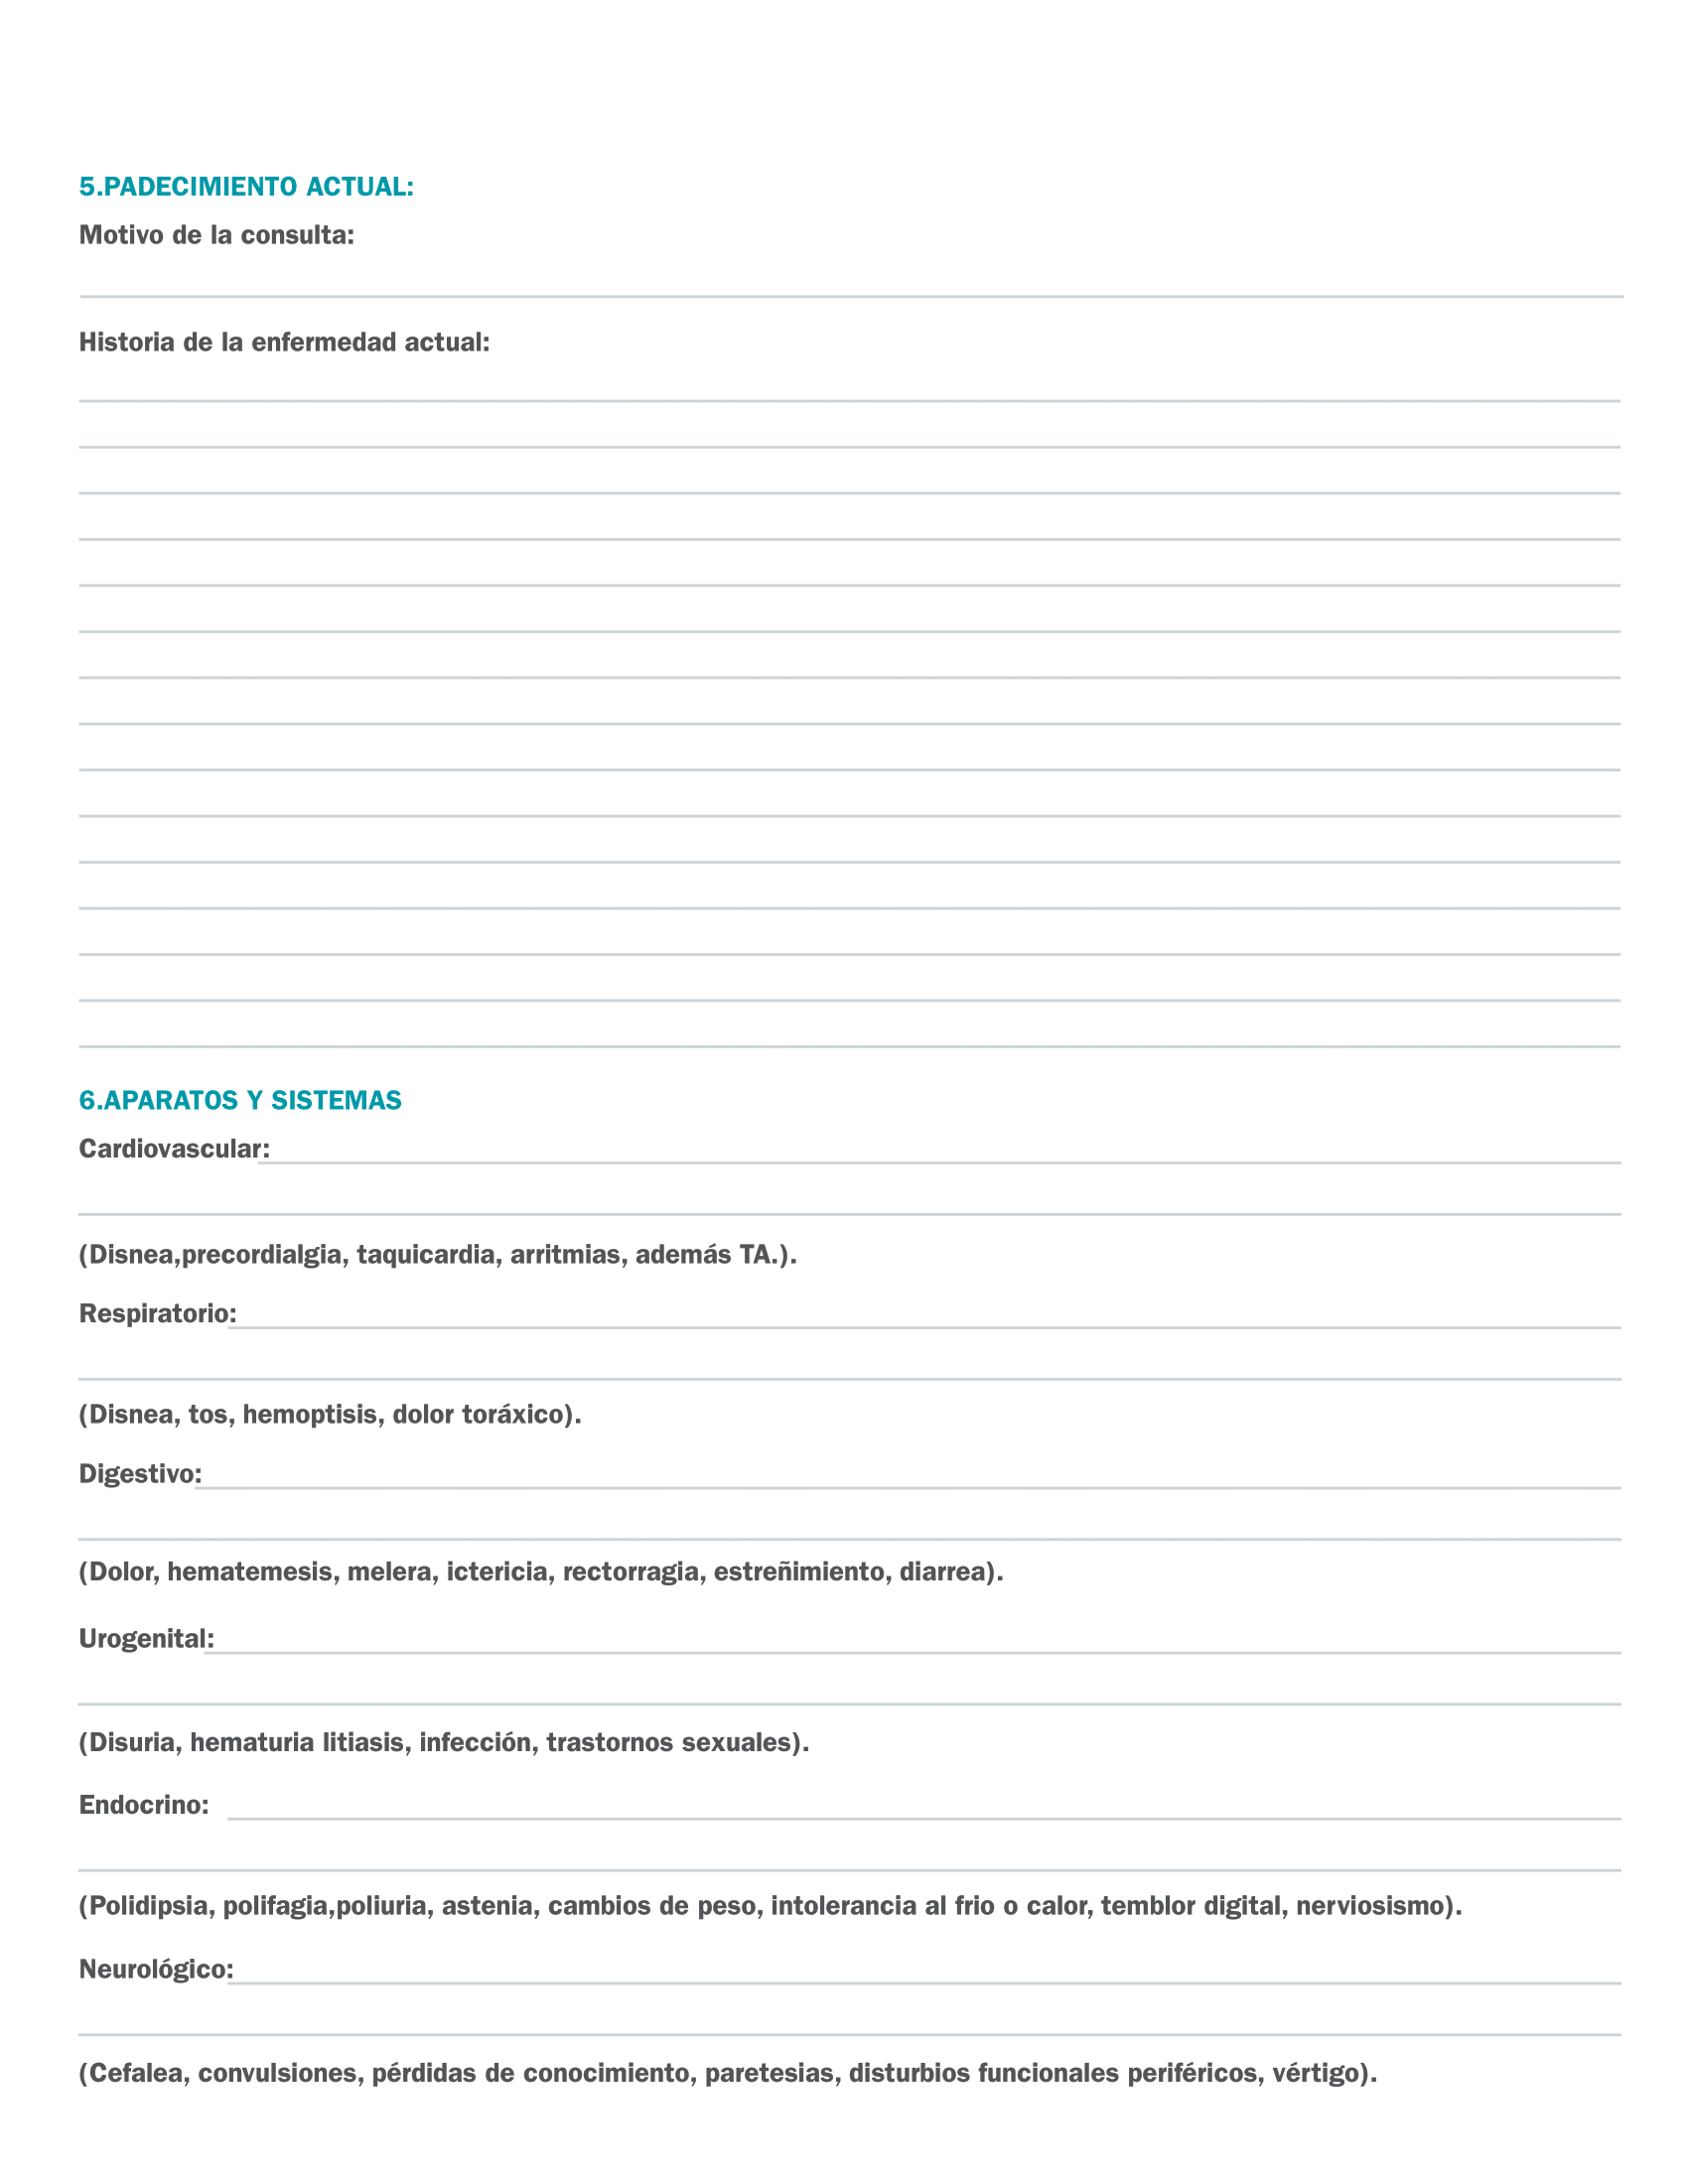 5.PADECIMIENTO ACTUAL:
Motivo de la consulta:
Historia de la enfermedad actual:
6.APARATOS Y SISTEMAS
Cardiovascular:
(Disnea,precordialgia, taquicardia, arritmias, además TA.).
Respiratorio:
(Disnea, tos, hemoptisis, dolor toráxico).
Digestivo:
(Dolor, hematemesis, melera, ictericia, rectorragia, estreñimiento, diarrea).
Urogenital:
(Disuria, hematuria litiasis, infección, trastornos sexuales).
Endocrino:
(Polidipsia, polifagia,poliuria, astenia, cambios de peso, intolerancia al frio o calor, temblor digital, nerviosismo).
Neurológico:
(Cefalea, convulsiones, pérdidas de conocimiento, paretesias, disturbios funcionales periféricos, vértigo).